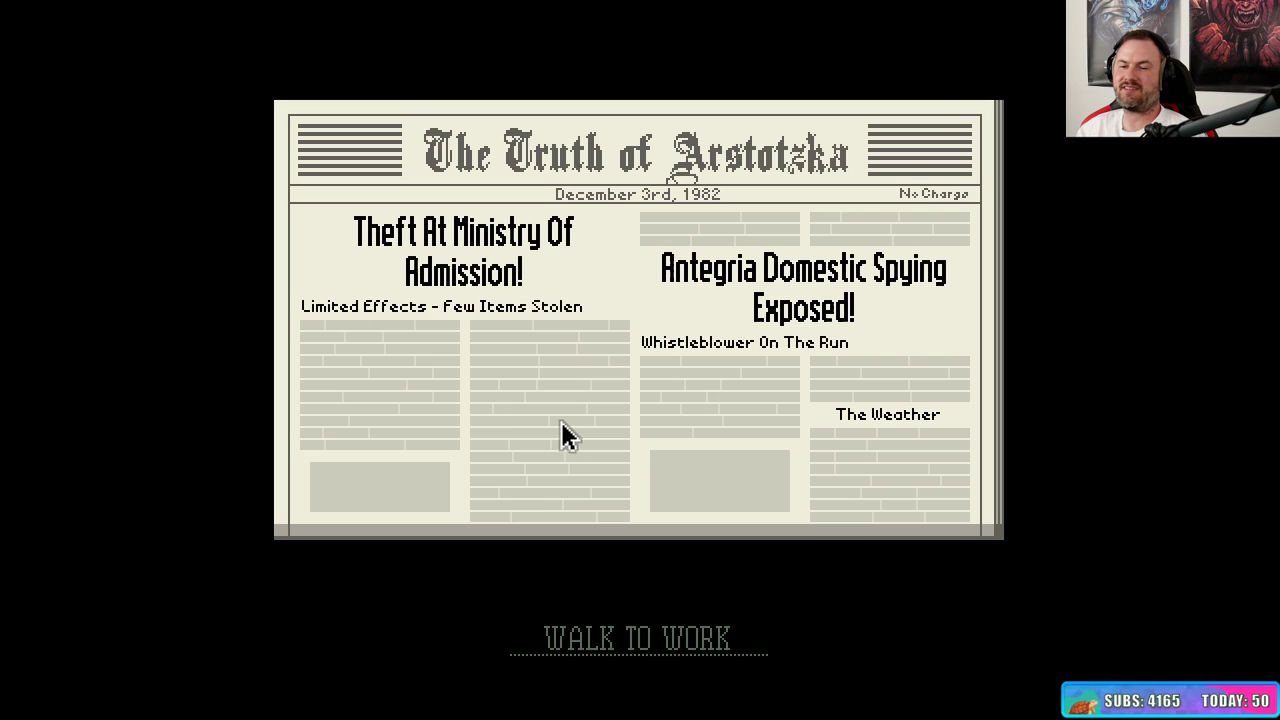 The Truth of Arstotzka
December 3rd, 1982
No Charge
Theft At Ministry Of
Admission!
Limited Effects - Few Items Stolen
Antegria Domestic Spying
Exposed!
Whistleblower On The Run
The Weather
WALK TO WORK
SUBS: 4165 TODAY: 50